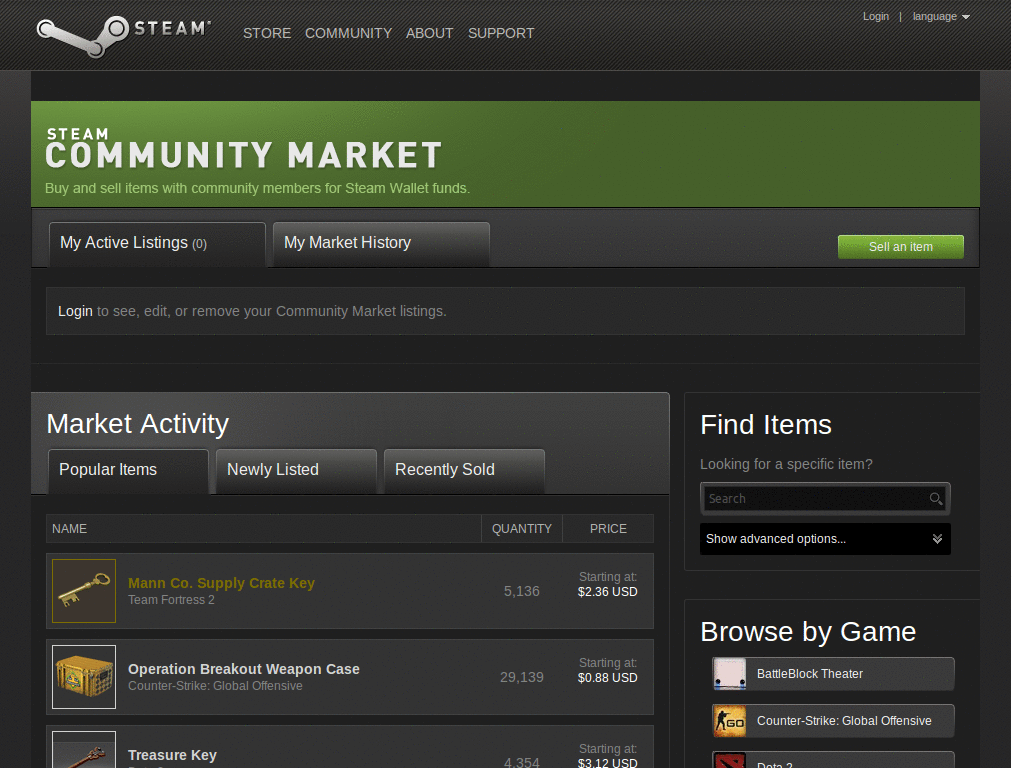 STEAM
STORE COMMUNITY ABOUT SUPPORT
Login | language
STEAM
COMMUNITY MARKET
Buy and sell items with community members for Steam Wallet funds.
My Active Listings (0)
My Market History
Sell an item
Login to see, edit, or remove your Community Market listings.
Market Activity
Popular Items
Newly Listed
Recently Sold
NAME QUANTITY PRICE
Mann Co. Supply Crate Key
Team Fortress 2
5,136
Starting at:
$2.36 USD
Operation Breakout Weapon Case
Counter-Strike: Global Offensive
29,139
Starting at:
$0.88 USD
Treasure Key
4,354
Starting at:
$3.12 USD
Find Items
Looking for a specific item?
Search
Show advanced options...
Browse by Game
BattleBlock Theater
GO
Counter-Strike: Global Offensive
Dota 2